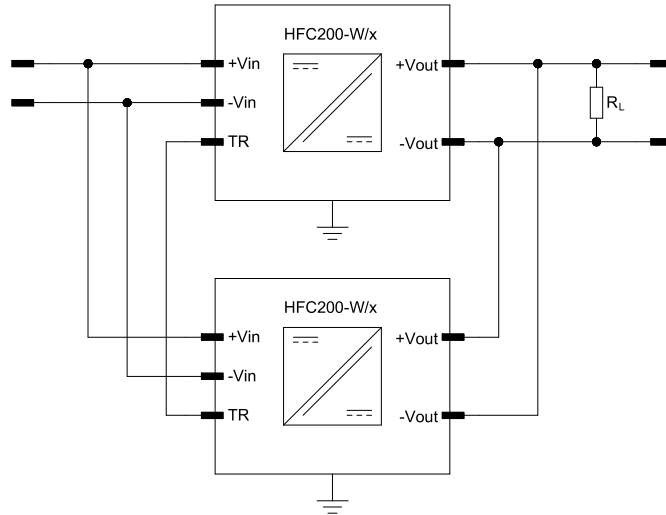 HFC200-W/x
+Vin
+Vout
-Vin
RL
TR
-Vout
HFC200-W/x
+Vin
+Vout
-Vin
TR
-Vout